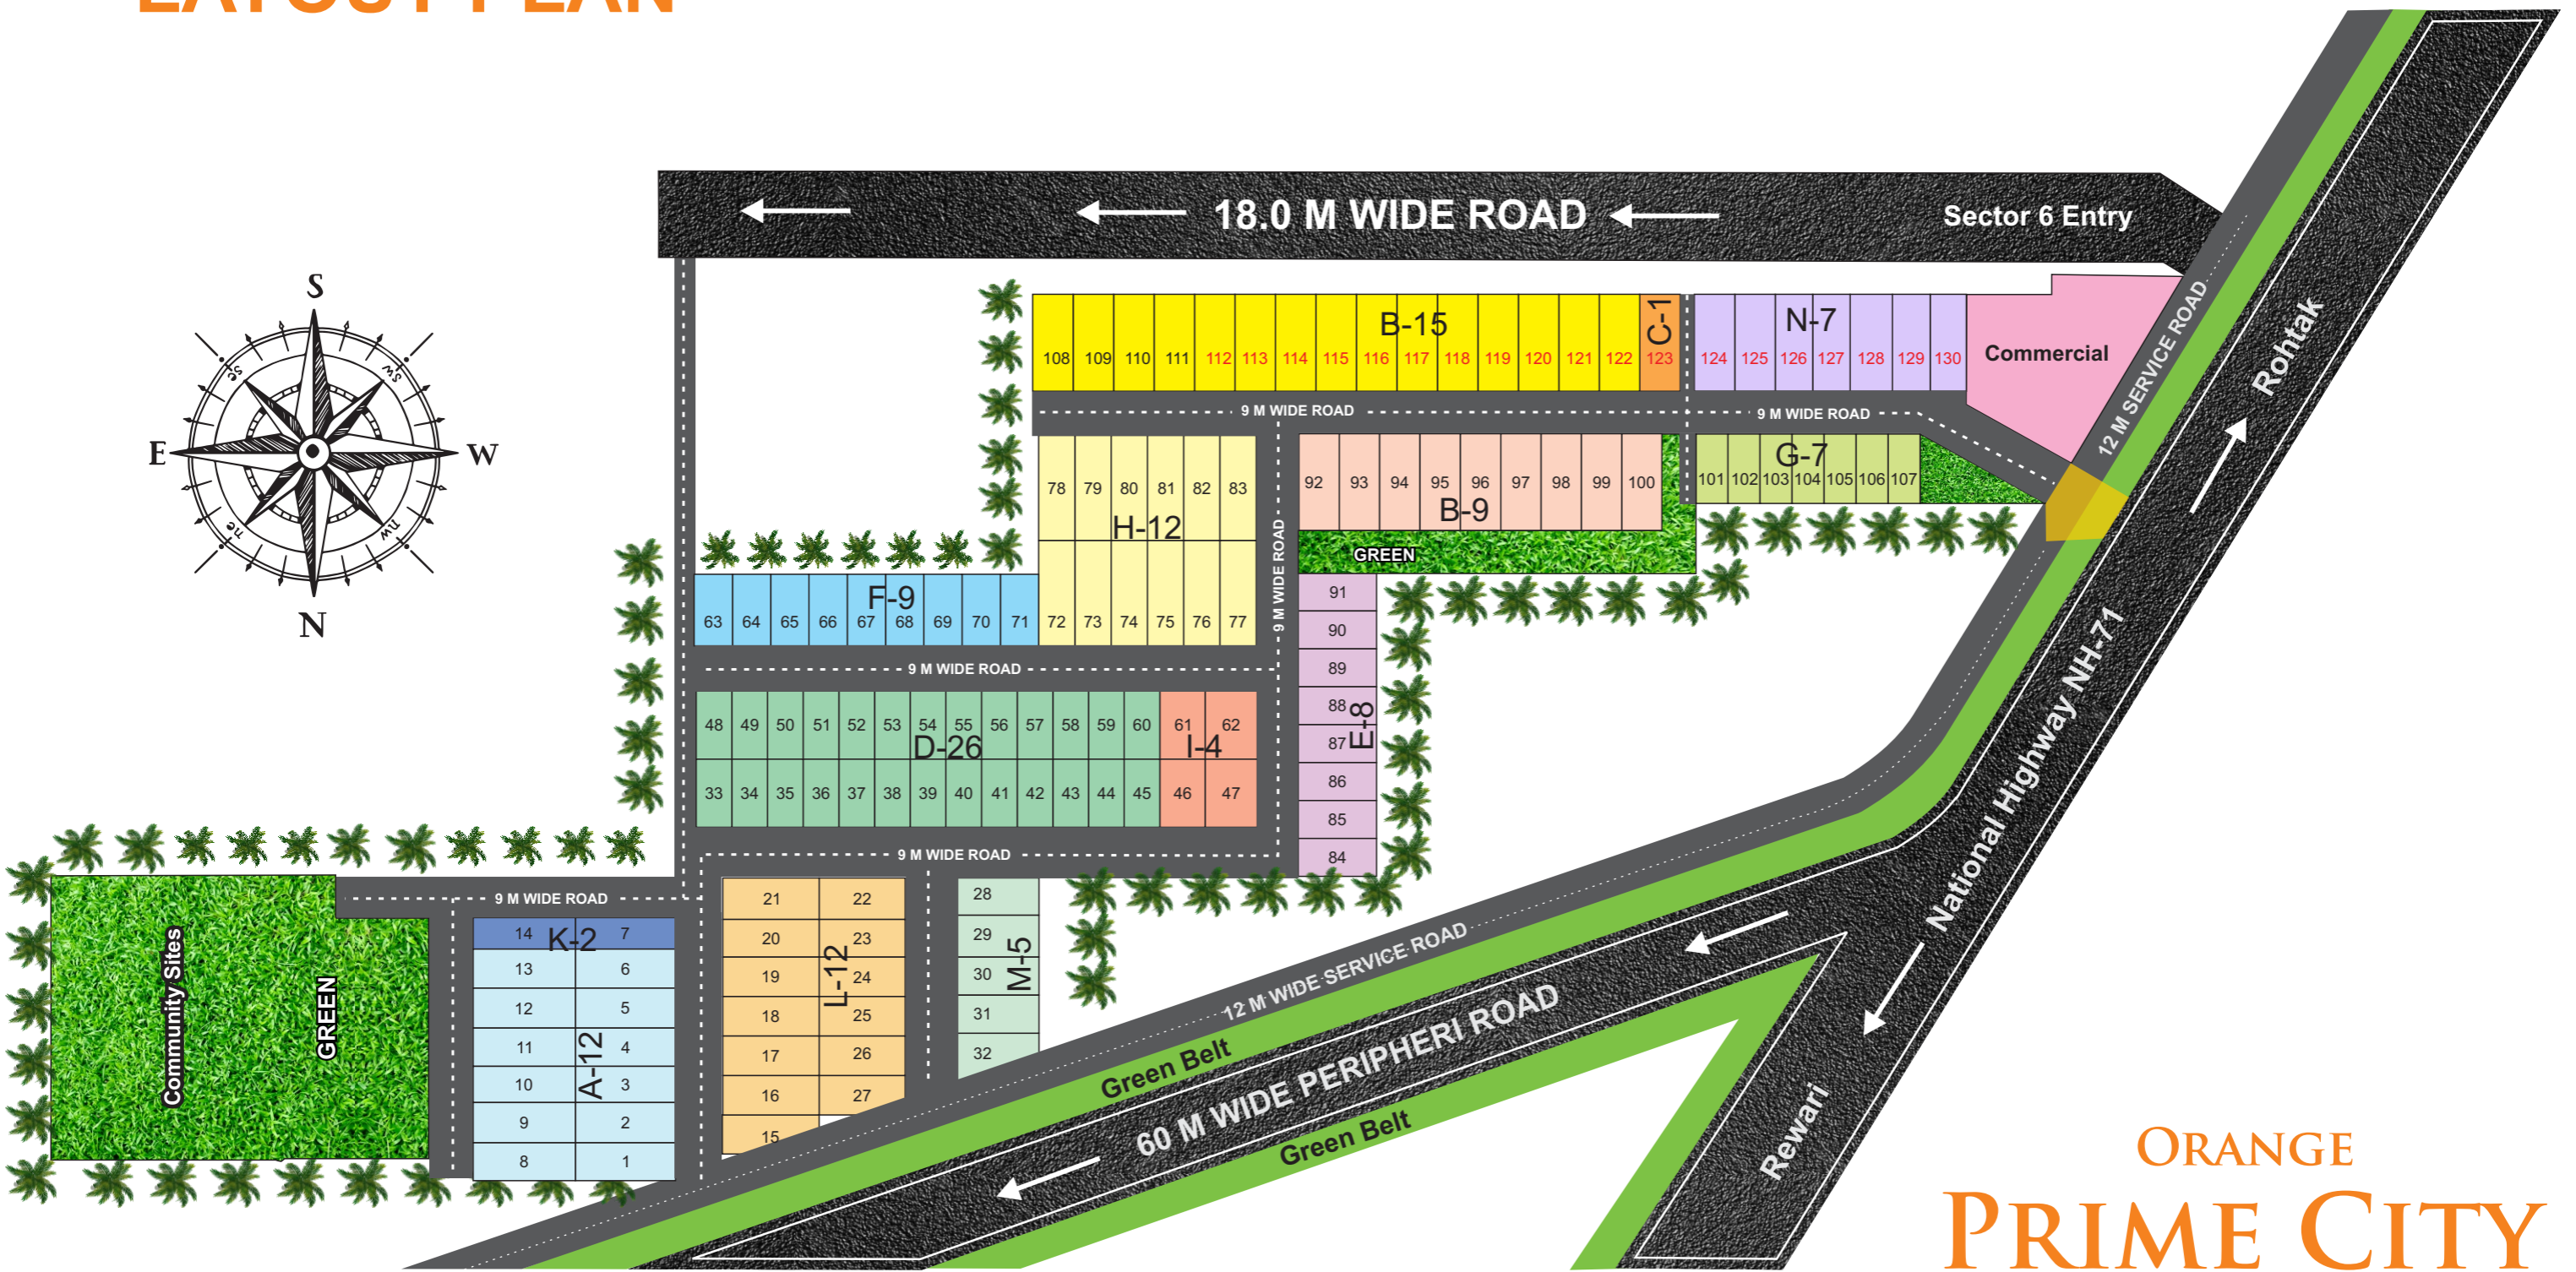 LAYOUT PLAN
18.0 M WIDE ROAD
Sector 6 Entry
S
SE
SW
E
W
ne
nw
N
B-15
C-1
N-7
108 109 110 111 112 113 114 115 116 117 118 119 120 121 122 123
124 125 126 127 128 129 130
Commercial
12 M SERVICE ROAD
Rohtak
9 M WIDE ROAD
9 M WIDE ROAD
78 79 80 81 82 83
H-12
72 73 74 75 76 77
9 M WIDE ROAD
92 93 94 95 96 97 98 99 100
B-9
G-7
101 102 103 104 105 106 107
GREEN
F-9
63 64 65 66 67 68 69 70 71
9 M WIDE ROAD
91
90
89
88
87
86
85
84
E-8
48 49 50 51 52 53 54 55 56 57 58 59 60
D-26
33 34 35 36 37 38 39 40 41 42 43 44 45
61 62
I-4
46 47
9 M WIDE ROAD
National Highway NH-71
9 M WIDE ROAD
Community Sites
GREEN
14 K-2 7
13 6
12 5
11 4
10 3
9 2
8 1
A-12
21 22
20 23
19 24
18 25
17 26
16 27
15
L-12
28
29
30
31
32
M-5
12 M WIDE SERVICE ROAD
Green Belt
60 M WIDE PERIPHERI ROAD
Green Belt
Rewari
ORANGE
PRIME CITY